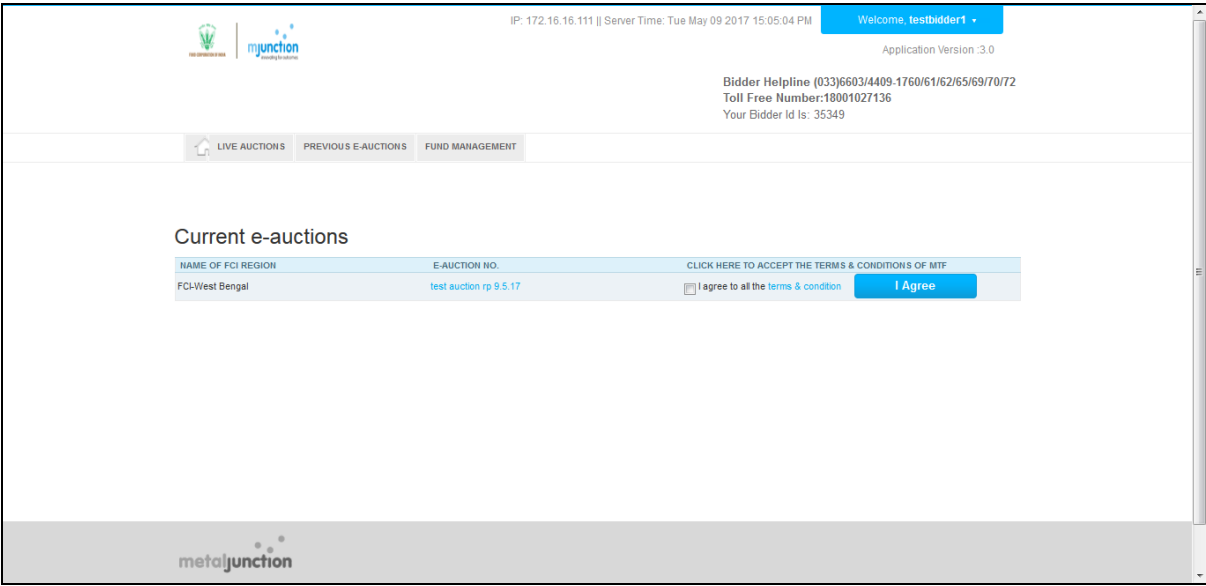 IP: 172.16.16.111 || Server Time: Tue May 09 2017 15:05:04 PM
Welcome, testbidder1
mjunction
Application Version :3.0
Bidder Helpline (033)6603/4409-1760/61/62/65/69/70/72
Toll Free Number:18001027136
Your Bidder Id Is: 35349
LIVE AUCTIONS PREVIOUS E-AUCTIONS FUND MANAGEMENT
Current e-auctions
NAME OF FCI REGION E-AUCTION NO. CLICK HERE TO ACCEPT THE TERMS & CONDITIONS OF MTF
FCI-West Bengal test auction rp 9.5.17 I agree to all the terms & condition I Agree
metaljunction